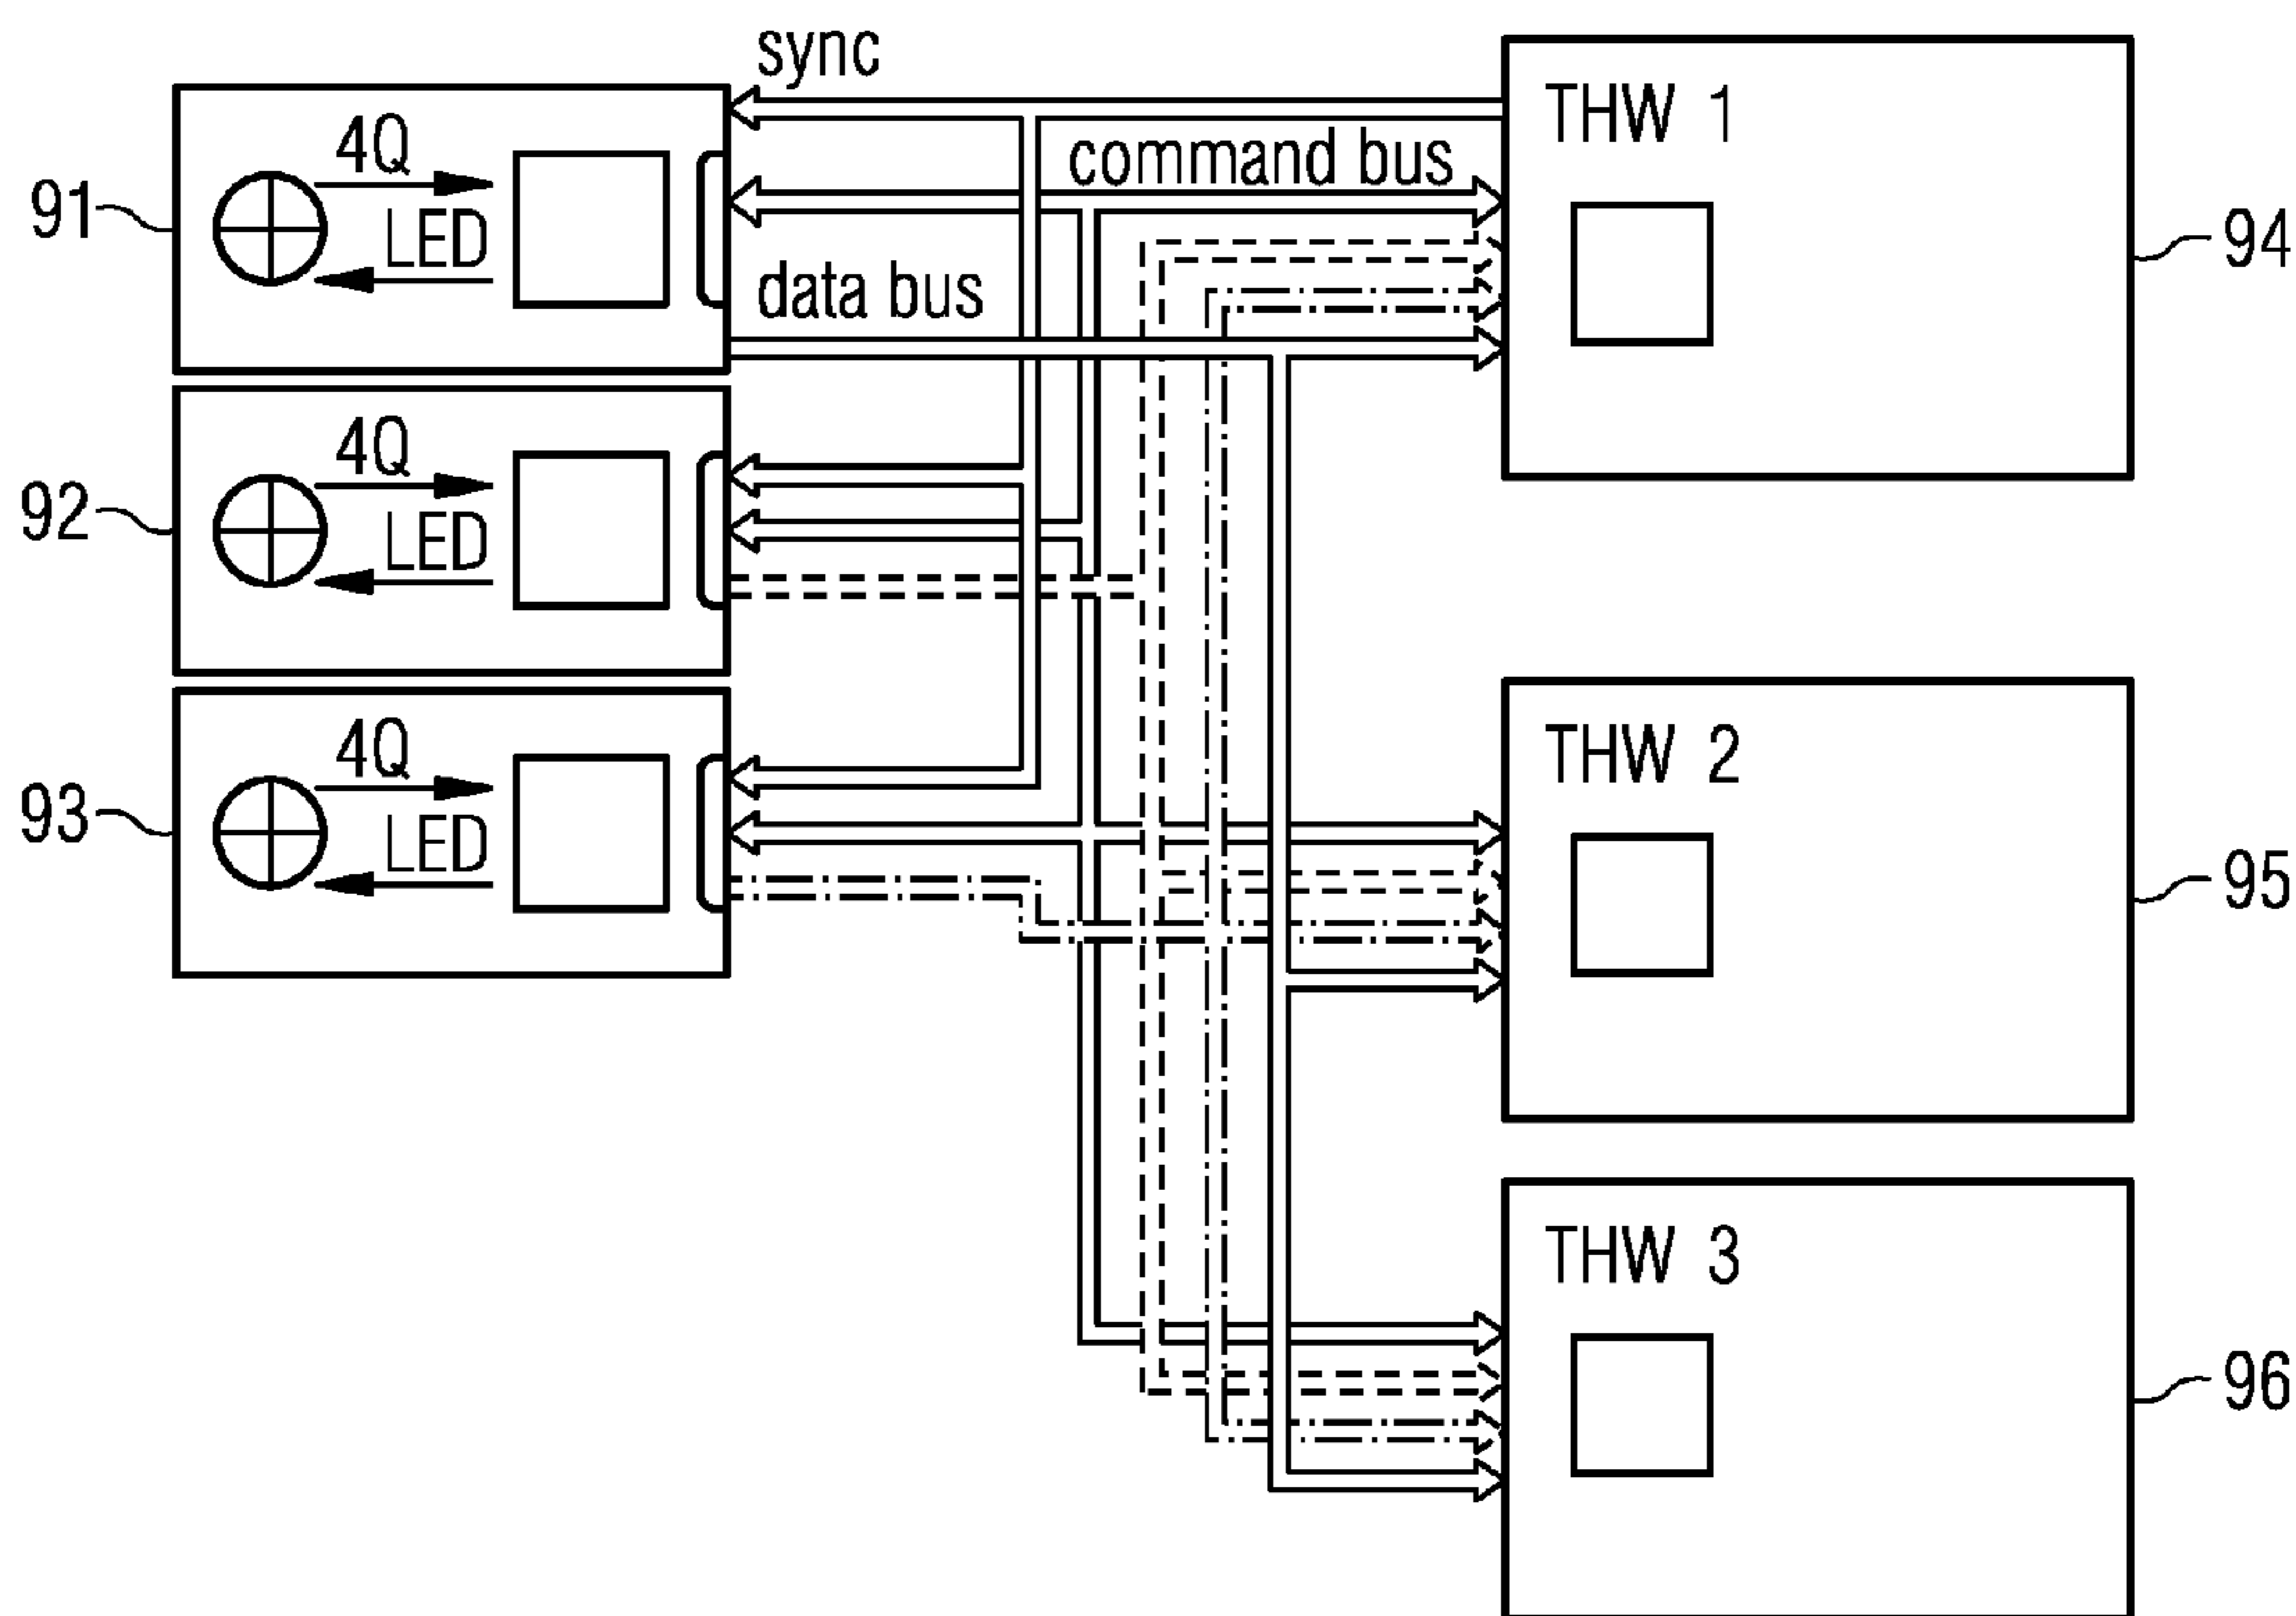 sync
THW 1
4Q
command bus
91
LED
94
data bus
4Q
92
LED
4Q
THW 2
93
LED
95
THW 3
96